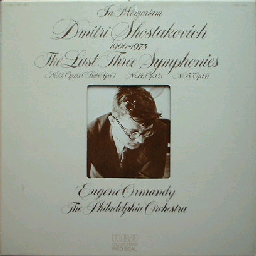 In Memoriam
Dmitri Shostakovich
1906-1975
The Last Three Symphonies
Eugene Ormandy
The Philadelphia Orchestra